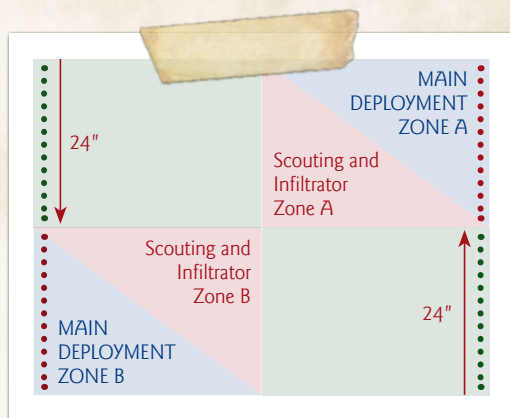 MAIN
DEPLOYMENT
ZONE A
24"
Scouting and
Infiltrator
Zone A
Scouting and
Infiltrator
Zone B
24"
MAIN
DEPLOYMENT
ZONE B